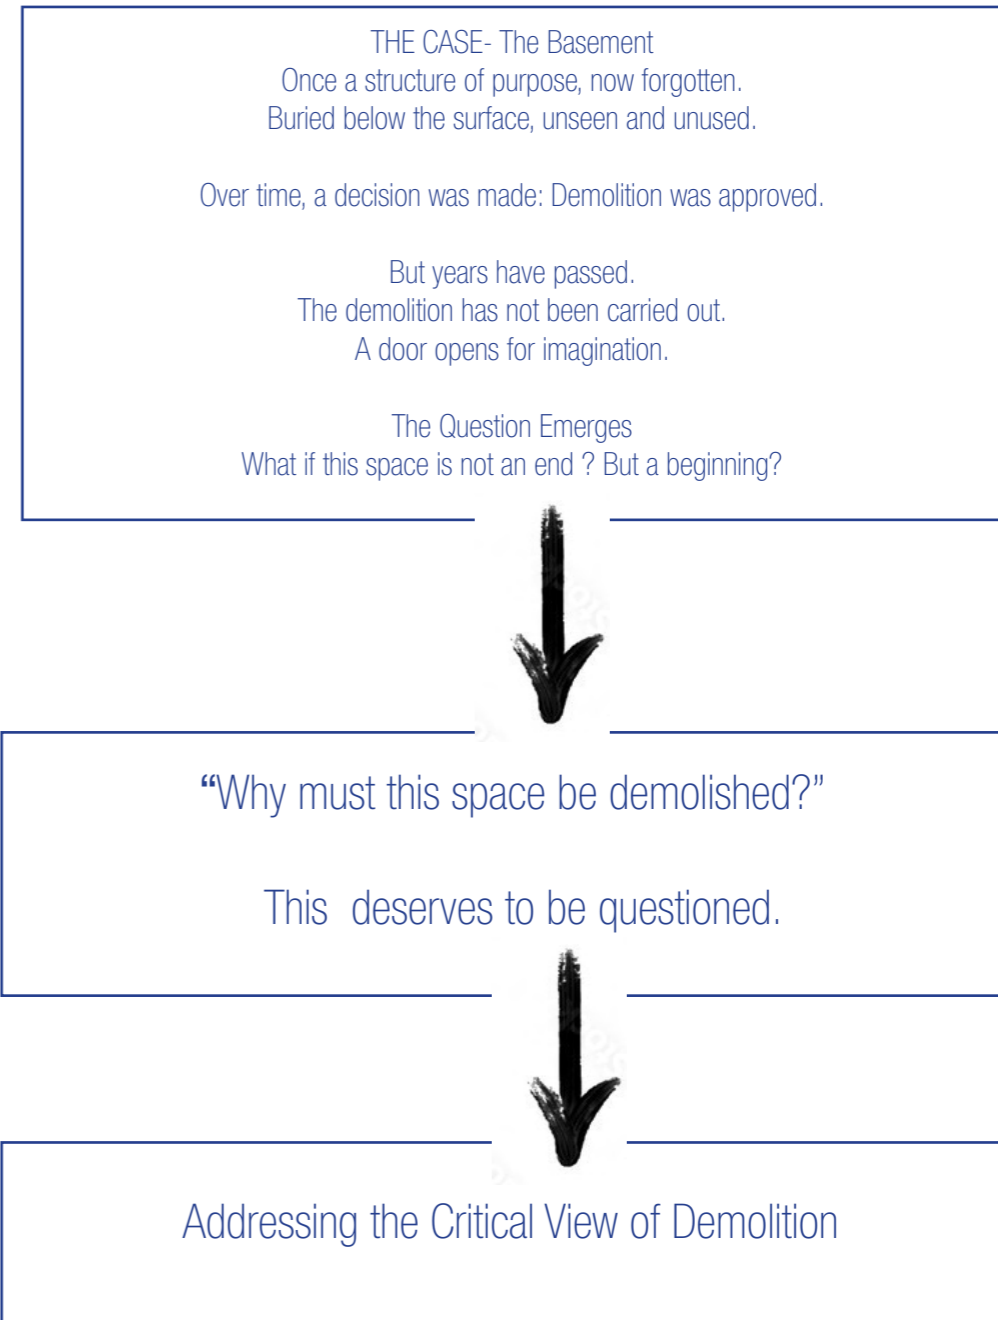 THE CASE- The Basement
Once a structure of purpose, now forgotten.
Buried below the surface, unseen and unused.
Over time, a decision was made: Demolition was approved.
But years have passed.
The demolition has not been carried out.
A door opens for imagination.
The Question Emerges
What if this space is not an end ? But a beginning?
“Why must this space be demolished?”
This  deserves to be questioned.
Addressing the Critical View of Demolition